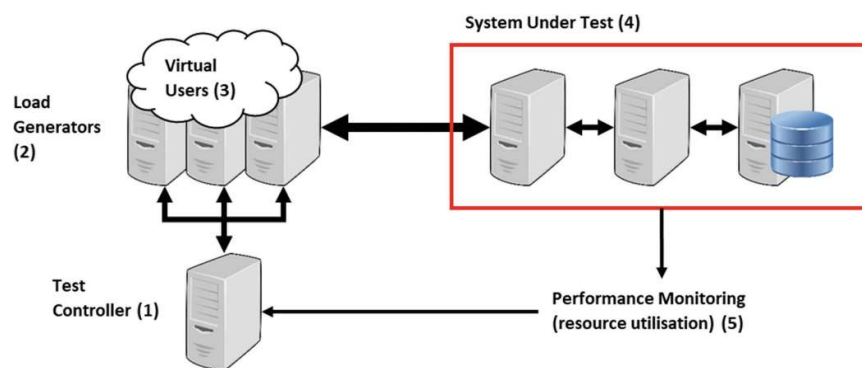 System Under Test (4)
Virtual
Users (3)
Load
Generators
(2)
Test
Controller (1)
Performance Monitoring
(resource utilisation) (5)